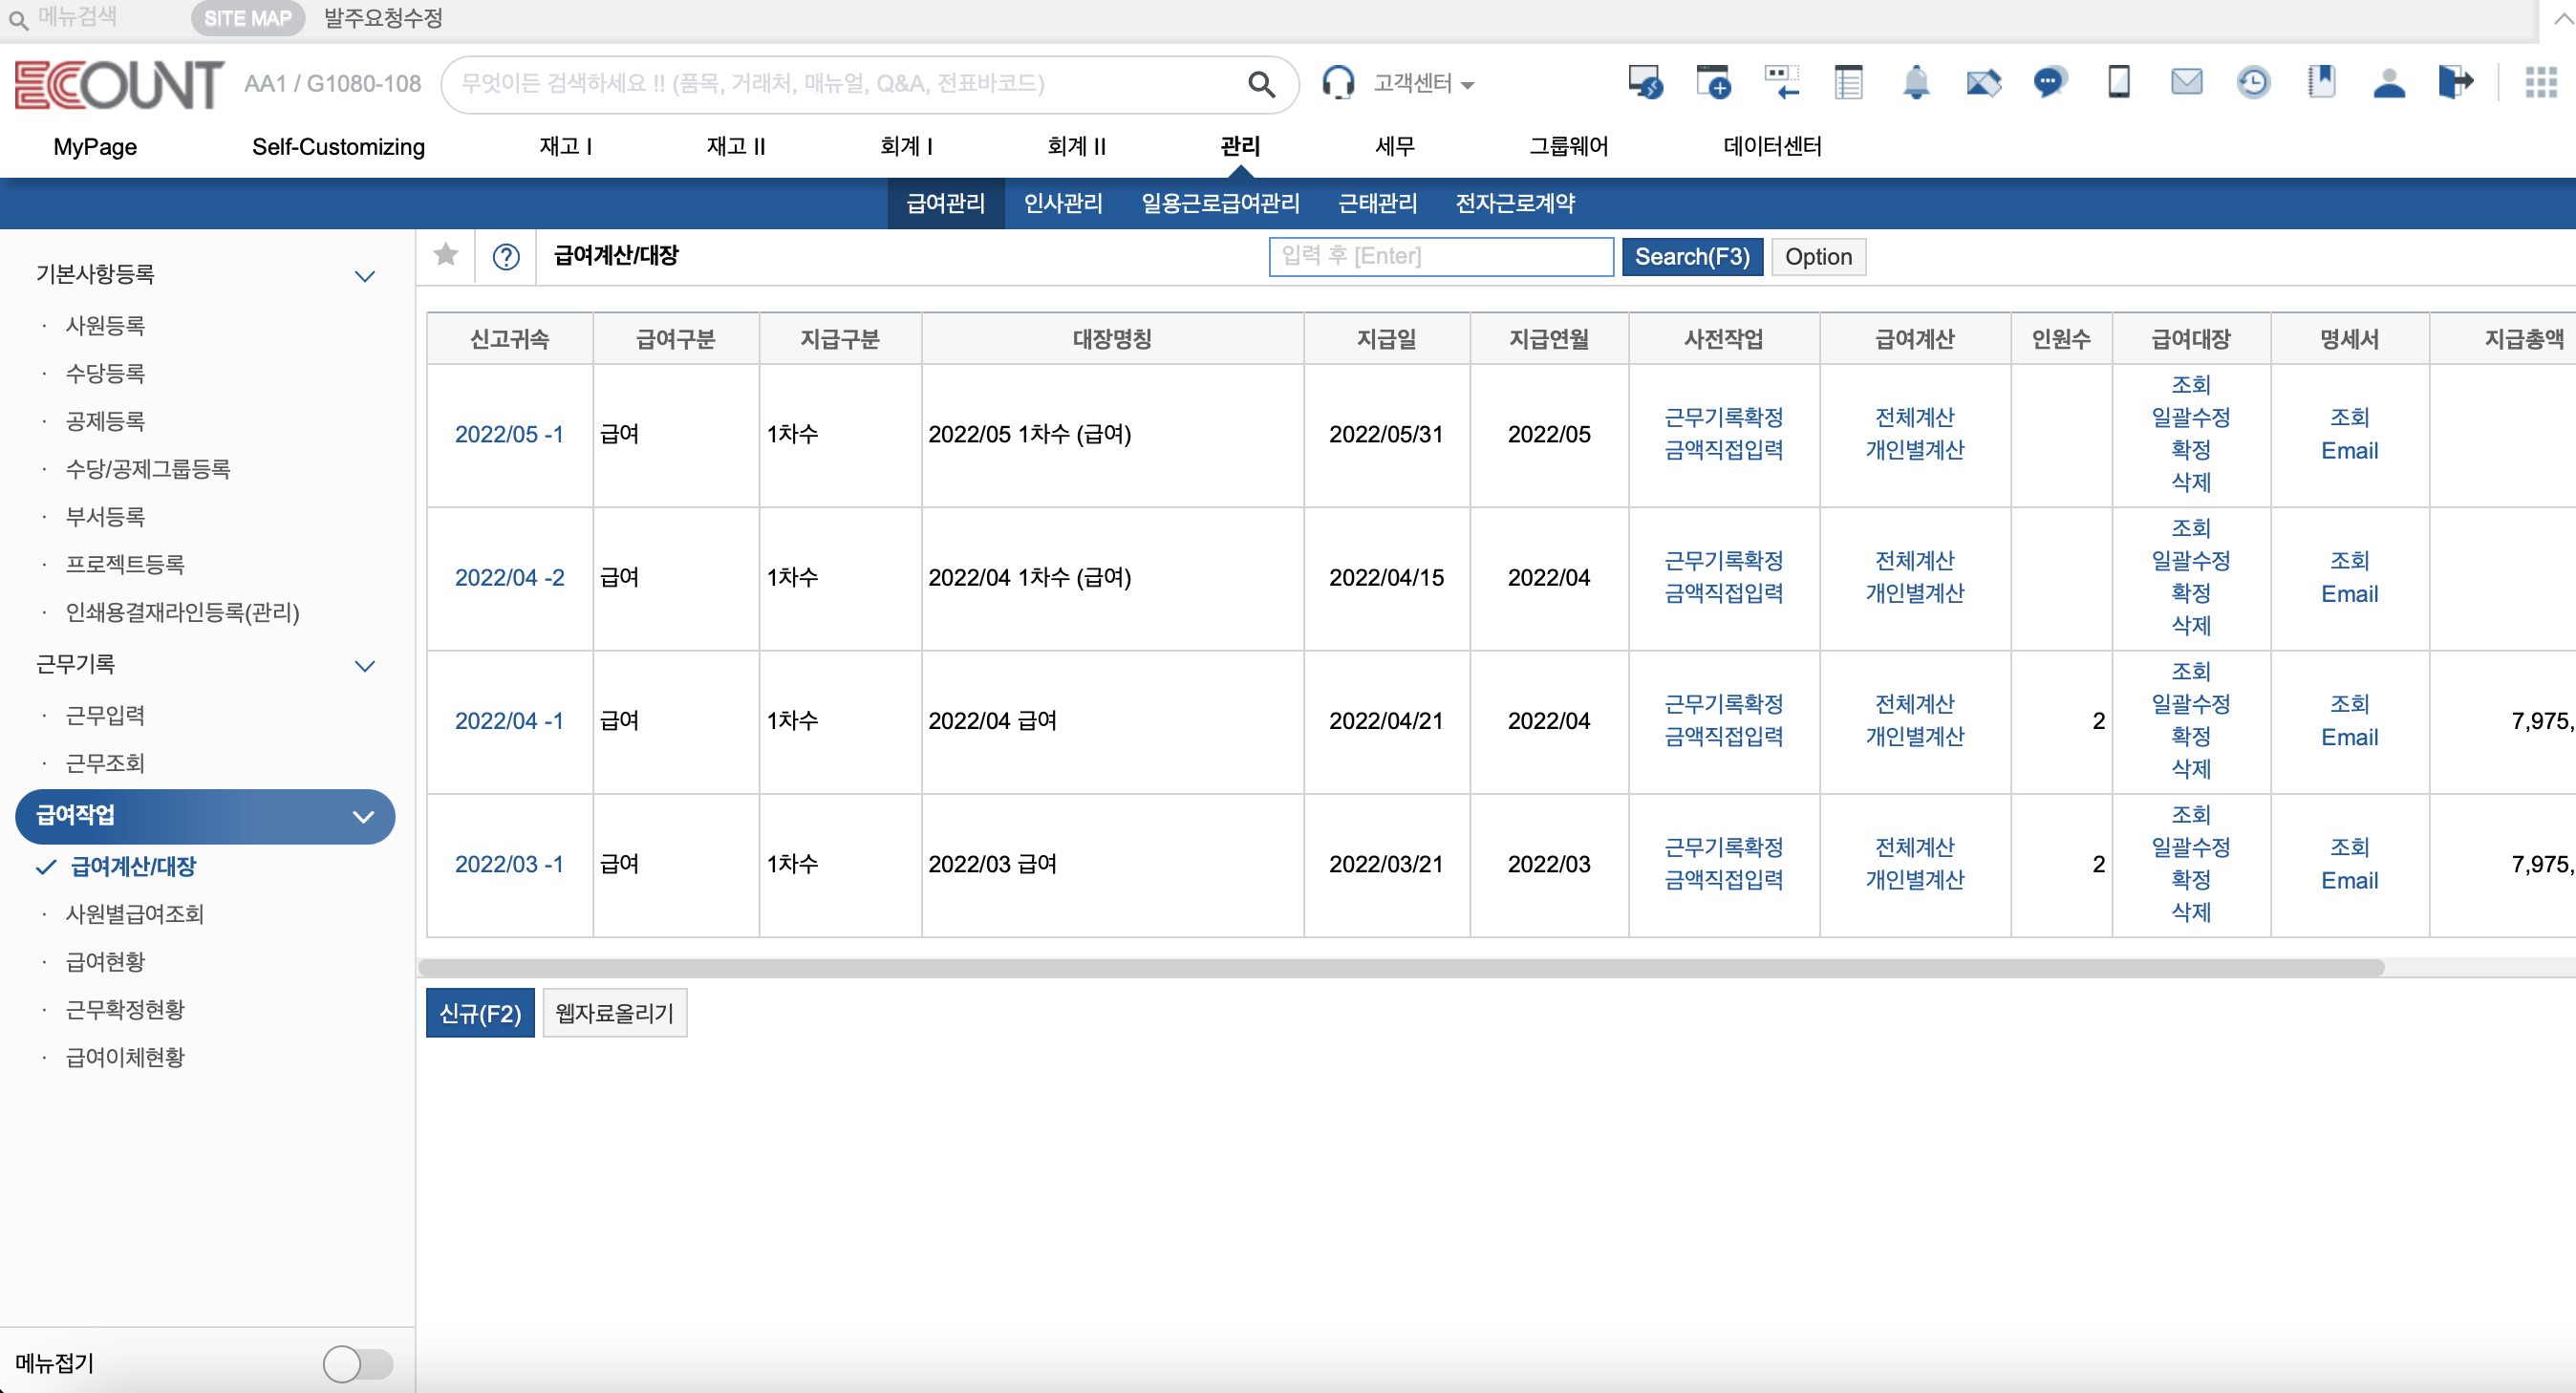 메뉴검색 SITE MAP 발주요청수정
ECOUNT AA1 / G1080-108 무엇이든 검색하세요 !! (품목, 거래처, 매뉴얼, Q&A, 전표바코드) 고객센터
MyPage Self-Customizing 재고 I 재고 II 회계 I 회계 II 관리 세무 그룹웨어 데이터센터
급여관리 인사관리 일용근로급여관리 근태관리 전자근로계약
기본사항등록
· 사원등록
· 수당등록
· 공제등록
· 수당/공제그룹등록
· 부서등록
· 프로젝트등록
· 인쇄용결재라인등록(관리)
근무기록
· 근무입력
· 근무조회
급여작업
급여계산/대장
· 사원별급여조회
· 급여현황
· 근무확정현황
· 급여이체현황
메뉴접기
급여계산/대장 입력 후 [Enter] Search(F3) Option
신고귀속 급여구분 지급구분 대장명칭 지급일 지급연월 사전작업 급여계산 인원수 급여대장 명세서 지급총액
2022/05 -1 급여 1차수 2022/05 1차수 (급여) 2022/05/31 2022/05
근무기록확정
금액직접입력
전체계산
개인별계산
조회
일괄수정
확정
삭제
조회
Email
2022/04 -2 급여 1차수 2022/04 1차수 (급여) 2022/04/15 2022/04
근무기록확정
금액직접입력
전체계산
개인별계산
조회
일괄수정
확정
삭제
조회
Email
2022/04 -1 급여 1차수 2022/04 급여 2022/04/21 2022/04
근무기록확정
금액직접입력
전체계산
개인별계산
2
조회
일괄수정
확정
삭제
조회
Email
7,975,
2022/03 -1 급여 1차수 2022/03 급여 2022/03/21 2022/03
근무기록확정
금액직접입력
전체계산
개인별계산
2
조회
일괄수정
확정
삭제
조회
Email
7,975,
신규(F2) 웹자료올리기